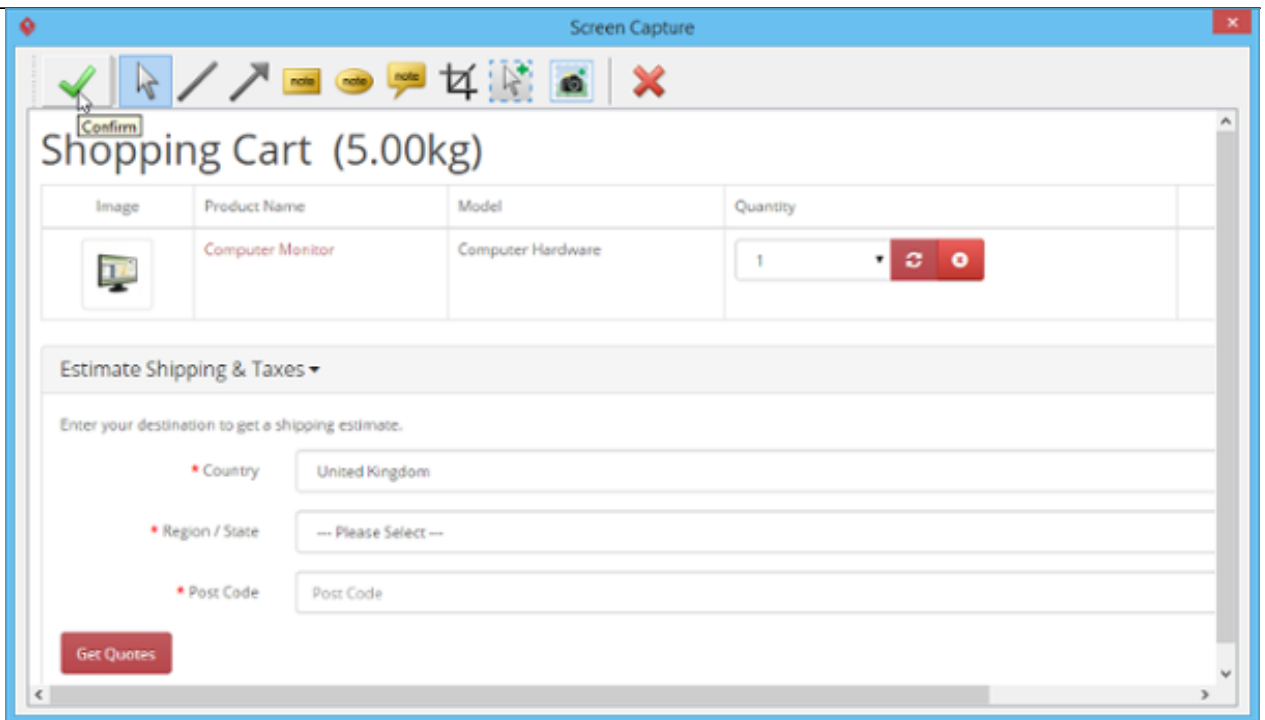 Screen Capture
note note note
Confirm
Shopping Cart (5.00kg)
Image Product Name Model Quantity
Computer Monitor Computer Hardware 1
Estimate Shipping & Taxes
Enter your destination to get a shipping estimate.
* Country United Kingdom
* Region / State --- Please Select ---
* Post Code Post Code
Get Quotes